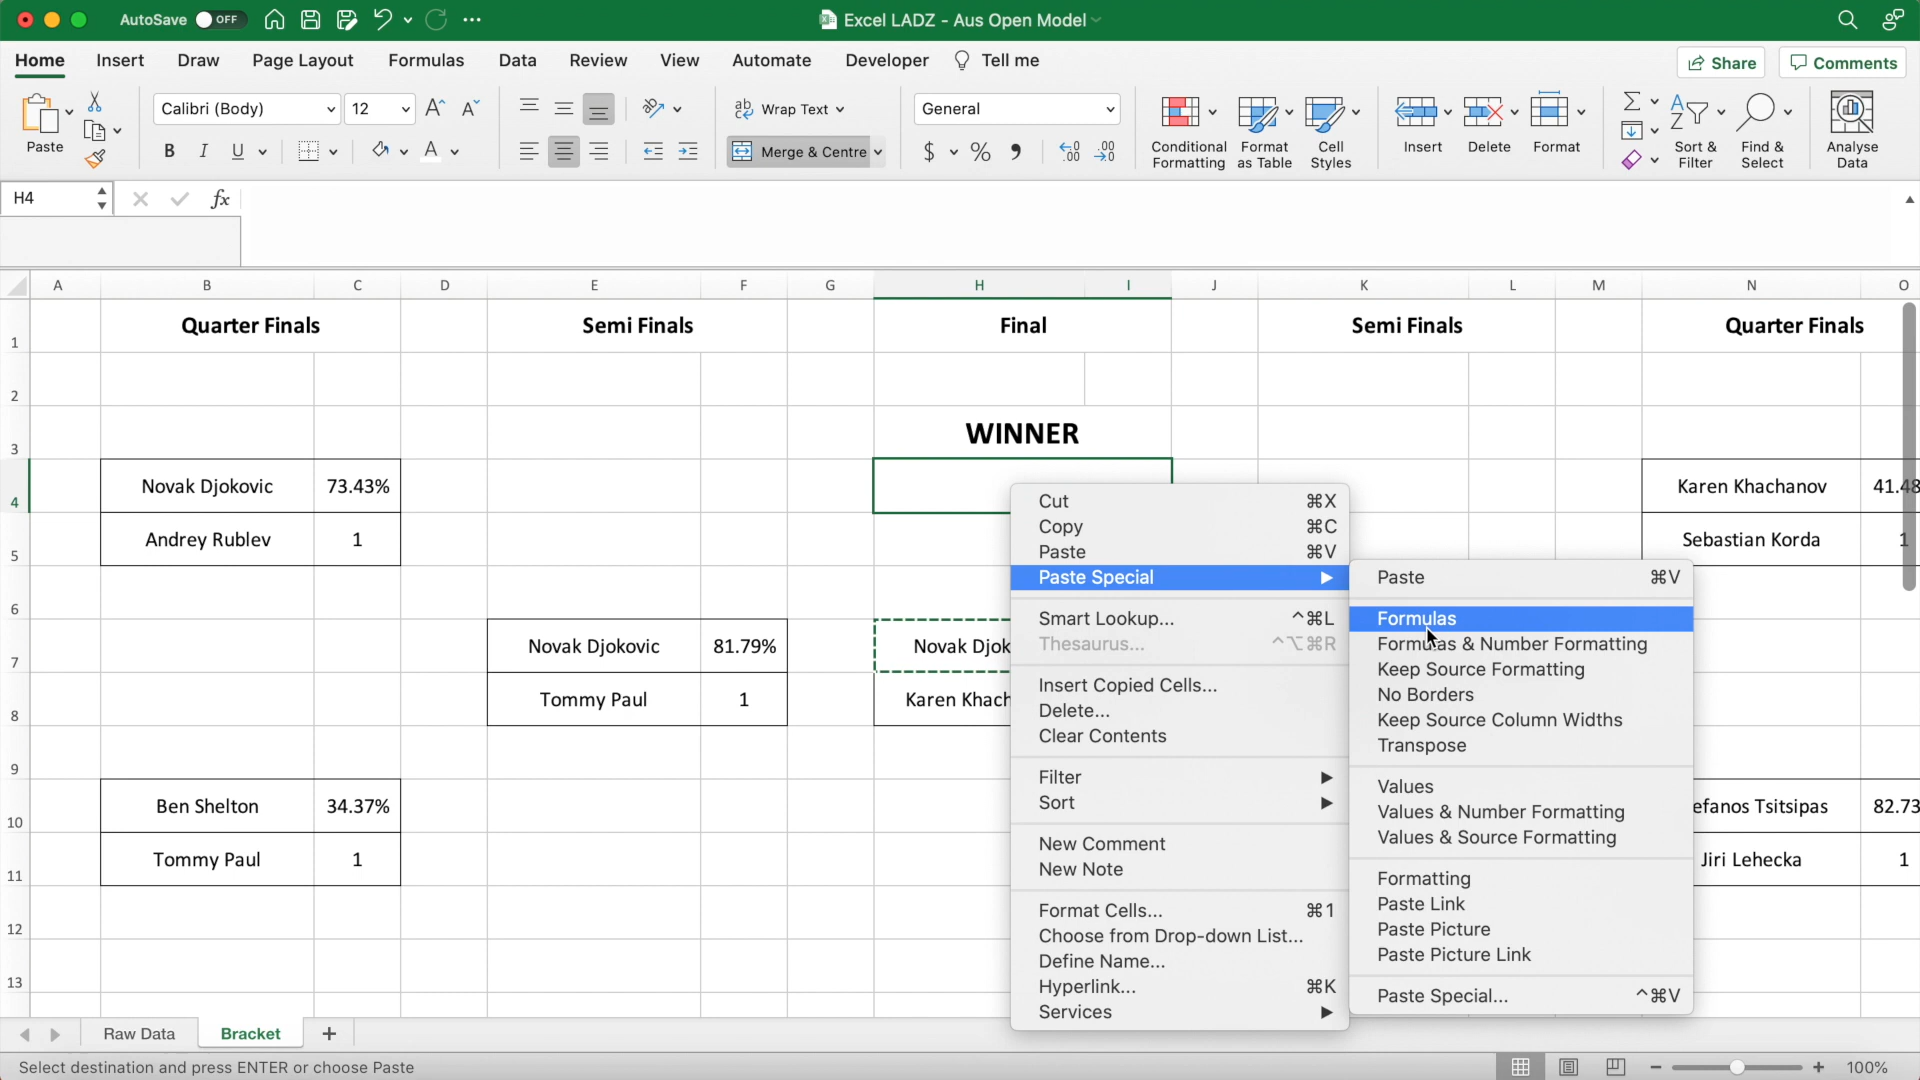 AutoSave OFF
Excel LADZ - Aus Open Model
Home Insert Draw Page Layout Formulas Data Review View Automate Developer Tell me
Share Comments
Paste
Calibri (Body) 12
Wrap Text
Merge & Centre
General
Conditional Formatting
Format as Table
Cell Styles
Insert
Delete
Format
Sort & Filter
Find & Select
Analyse Data
H4
fx
A B C D E F G H I J K L M N O
1 Quarter Finals Semi Finals Final Semi Finals Quarter Finals
2
3 WINNER
4 Novak Djokovic 73.43% Karen Khachanov 41.48
5 Andrey Rublev 1 Sebastian Korda 1
6
7 Novak Djokovic 81.79% Novak Djok
8 Tommy Paul 1 Karen Khach
9
10 Ben Shelton 34.37% efanos Tsitsipas 82.73
11 Tommy Paul 1 Jiri Lehecka 1
12
13
Cut ⌘X
Copy ⌘C
Paste ⌘V
Paste Special
Smart Lookup... ^⌘L
Thesaurus... ^⌥⌘R
Insert Copied Cells...
Delete...
Clear Contents
Filter
Sort
New Comment
New Note
Format Cells... ⌘1
Choose from Drop-down List...
Define Name...
Hyperlink... ⌘K
Services
Paste ⌘V
Formulas
Formulas & Number Formatting
Keep Source Formatting
No Borders
Keep Source Column Widths
Transpose
Values
Values & Number Formatting
Values & Source Formatting
Formatting
Paste Link
Paste Picture
Paste Picture Link
Paste Special... ^⌘V
Raw Data Bracket
Select destination and press ENTER or choose Paste
100%